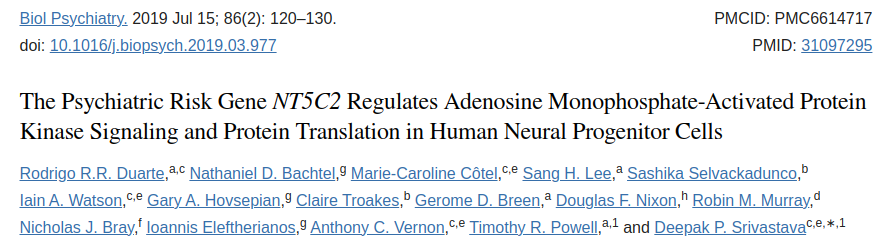 Biol Psychiatry. 2019 Jul 15; 86(2): 120–130. PMCID: PMC6614717
doi: 10.1016/j.biopsych.2019.03.977 PMID: 31097295
The Psychiatric Risk Gene NT5C2 Regulates Adenosine Monophosphate-Activated Protein
Kinase Signaling and Protein Translation in Human Neural Progenitor Cells
Rodrigo R.R. Duarte,a,c Nathaniel D. Bachtel,g Marie-Caroline Côtel,c,e Sang H. Lee,a Sashika Selvackadunco,b
Iain A. Watson,c,e Gary A. Hovsepian,g Claire Troakes,b Gerome D. Breen,a Douglas F. Nixon,h Robin M. Murray,d
Nicholas J. Bray,f Ioannis Eleftherianos,g Anthony C. Vernon,c,e Timothy R. Powell,a,1 and Deepak P. Srivastavac,e,∗,1